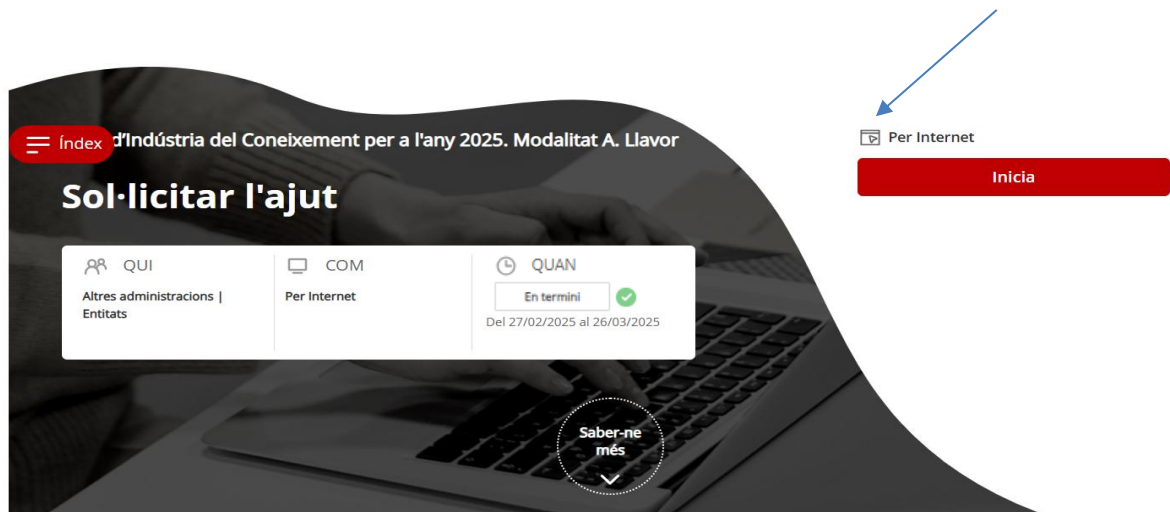 Índex
d'Indústria del Coneixement per a l'any 2025. Modalitat A. Llavor
Sol·licitar l'ajut
QUI
Altres administracions |
Entitats
COM
Per Internet
QUAN
En termini
Del 27/02/2025 al 26/03/2025
Saber-ne
més
Per Internet
Inicia